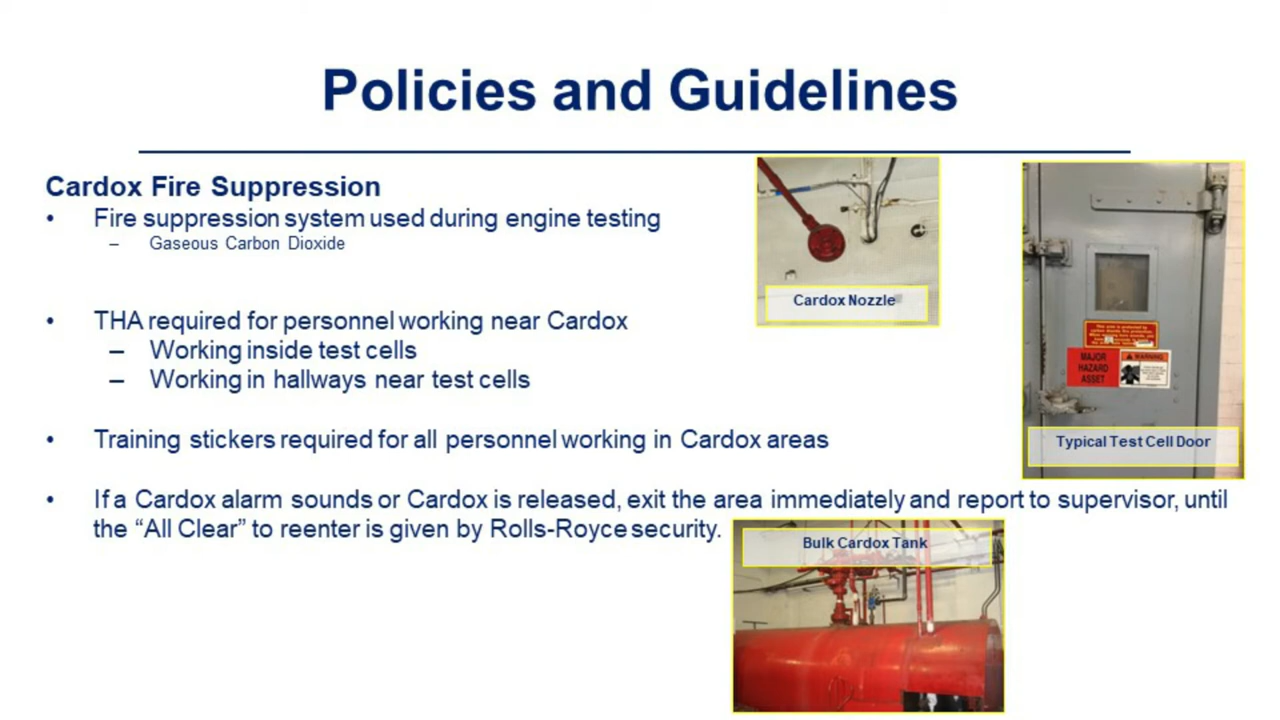 Policies and Guidelines
Cardox Fire Suppression
• Fire suppression system used during engine testing
– Gaseous Carbon Dioxide
• THA required for personnel working near Cardox
– Working inside test cells
– Working in hallways near test cells
• Training stickers required for all personnel working in Cardox areas
• If a Cardox alarm sounds or Cardox is released, exit the area immediately and report to supervisor, until
the “All Clear” to reenter is given by Rolls-Royce security.
Cardox Nozzle
MAJOR
HAZARD
ASSET
WARNING
Typical Test Cell Door
Bulk Cardox Tank